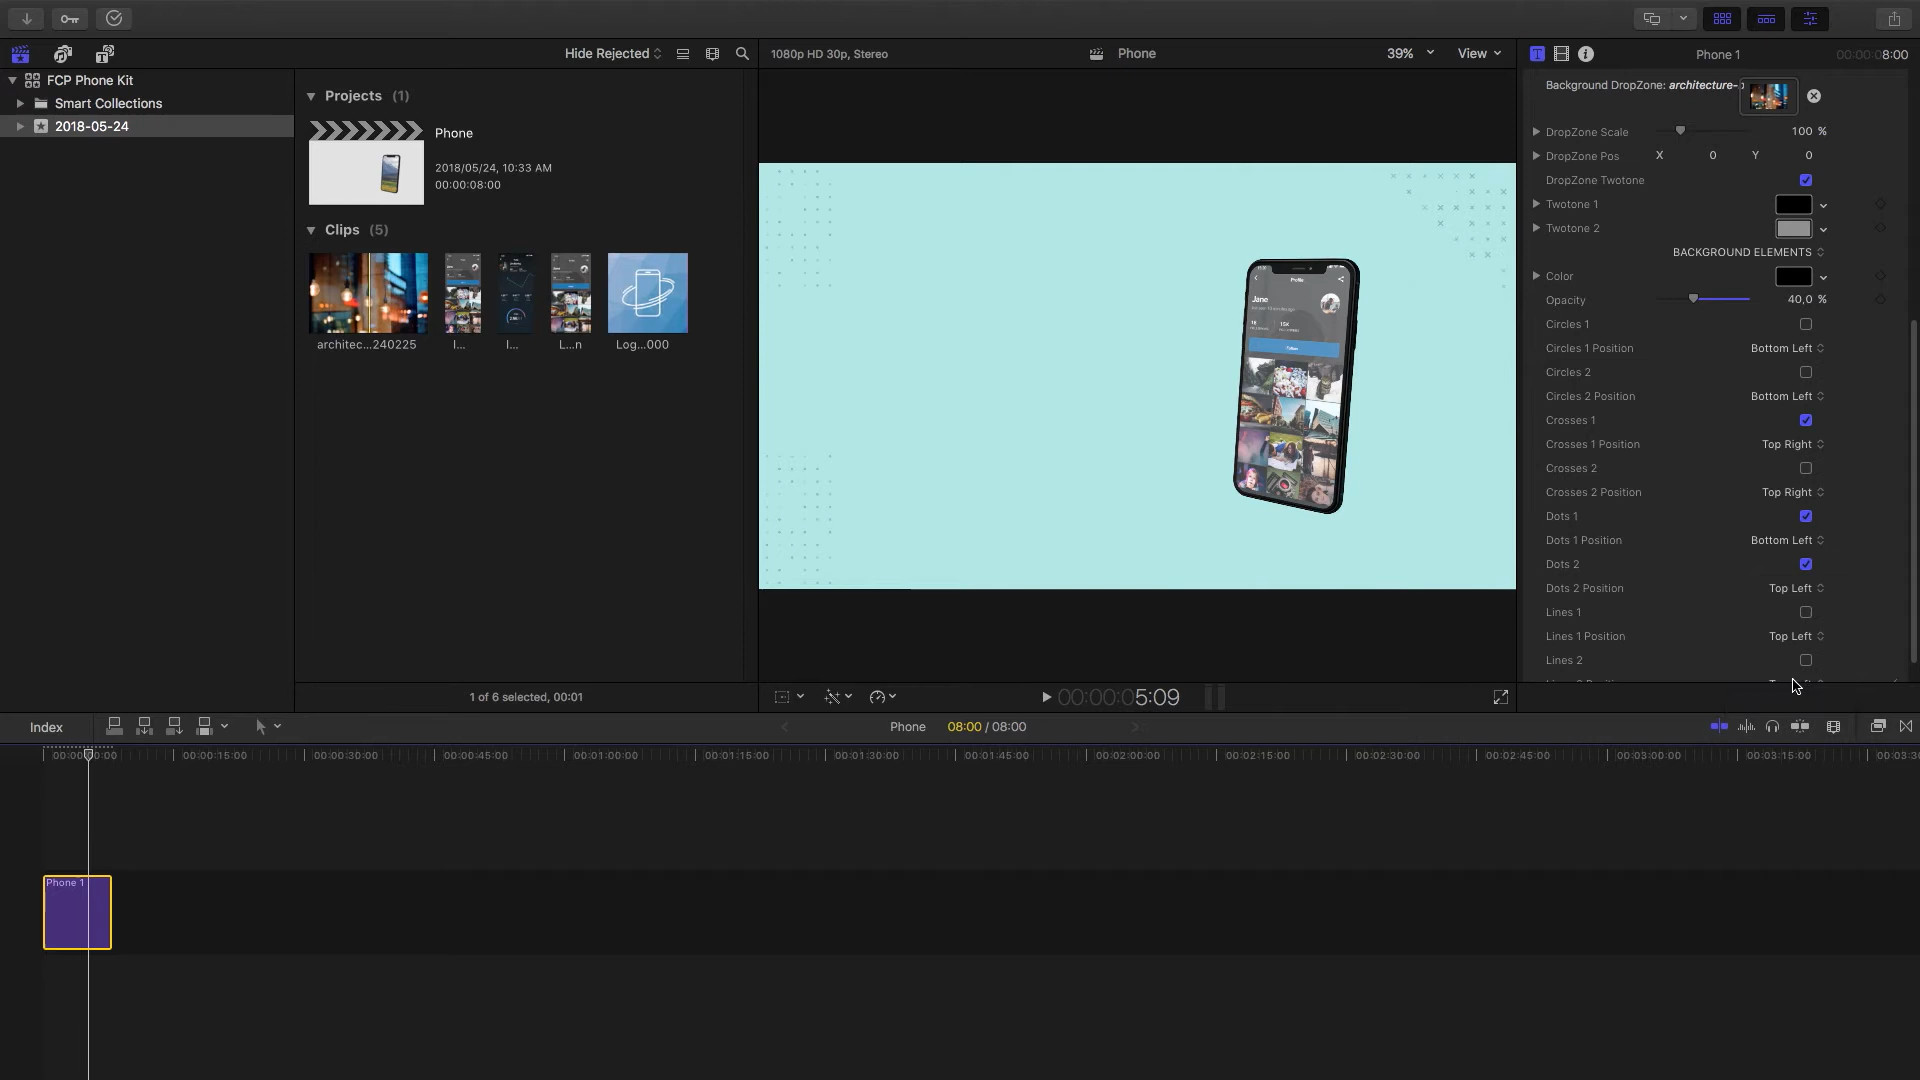 Hide Rejected
1080p HD 30p, Stereo
Phone
39%
View
Phone 1
00:00:08:00
FCP Phone Kit
Smart Collections
2018-05-24
Projects (1)
Phone
2018/05/24, 10:33 AM
00:00:08:00
Clips (5)
architec...240225
I...
I...
L...n
Log...000
1 of 6 selected, 00:01
Profile
Jane
15K
Follow
00:00:05:09
Background DropZone: architecture-
DropZone Scale 100 %
DropZone Pos X 0 Y 0
DropZone Twotone
Twotone 1
Twotone 2
BACKGROUND ELEMENTS
Color
Opacity 40,0 %
Circles 1
Circles 1 Position Bottom Left
Circles 2
Circles 2 Position Bottom Left
Crosses 1
Crosses 1 Position Top Right
Crosses 2
Crosses 2 Position Top Right
Dots 1
Dots 1 Position Bottom Left
Dots 2
Dots 2 Position Top Left
Lines 1
Lines 1 Position Top Left
Lines 2
Index
Phone
08:00 / 08:00
00:00:15:00
00:00:30:00
00:00:45:00
00:01:00:00
00:01:15:00
00:01:30:00
00:01:45:00
00:02:00:00
00:02:15:00
00:02:30:00
00:02:45:00
00:03:00:00
00:03:15:00
Phone 1